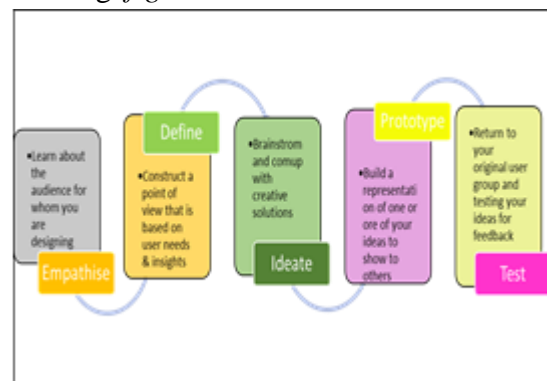 •Learn about
the
audience for
whom you
are
designing
Empathise
Define
•Construct a
point of
view that is
based on
user needs
& insights
•Brainstrom
and comup
with
creative
solutions
Ideate
Prototype
•Build a
representati
on of one or
ore of your
ideas to
show to
others
•Return to
your
original user
group and
testing your
ideas for
feedback
Test